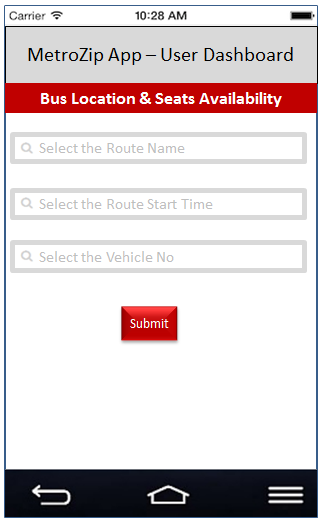 Carrier 10:28 AM
MetroZip App – User Dashboard
Bus Location & Seats Availability
Select the Route Name
Select the Route Start Time
Select the Vehicle No
Submit